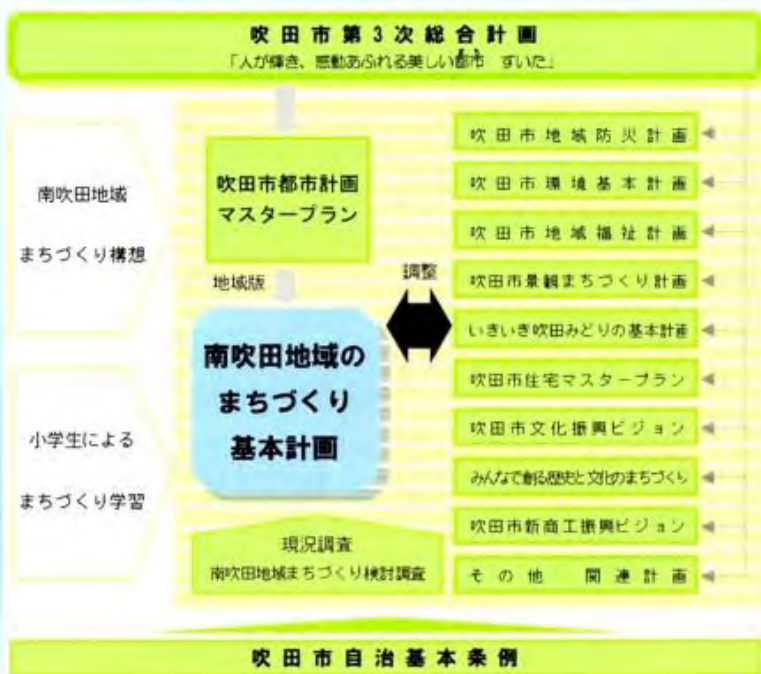 吹田市第3次総合計画
「人が輝き、感動あふれる美しい都市 すいた」
まち
南吹田地域
まちづくり構想
小学生による
まちづくり学習
吹田市都市計画
マスタープラン
地域版
調整
南吹田地域の
まちづくり
基本計画
現況調査
南吹田地域まちづくり検討調査
吹田市地域防災計画
吹田市環境基本計画
吹田市地域福祉計画
吹田市景観まちづくり計画
いきいき吹田みどりの基本計画
吹田市住宅マスタープラン
吹田市文化振興ビジョン
みんなで創る歴史と文化のまちづくり
吹田市新商工振興ビジョン
その他 関連計画
吹田市自治基本条例